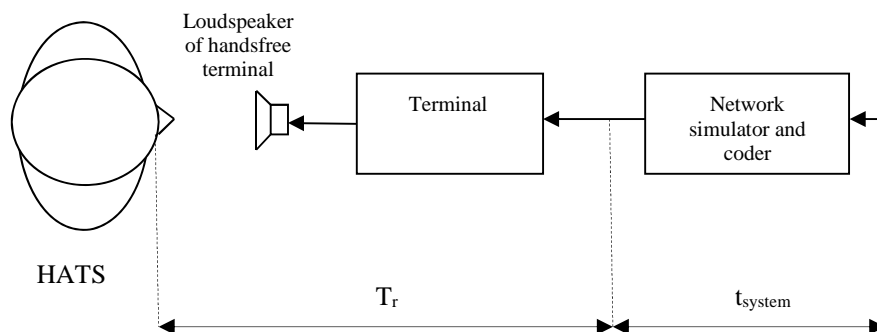 Loudspeaker
of handsfree
terminal
Terminal
Network
simulator and
coder
HATS
Tr
tsystem